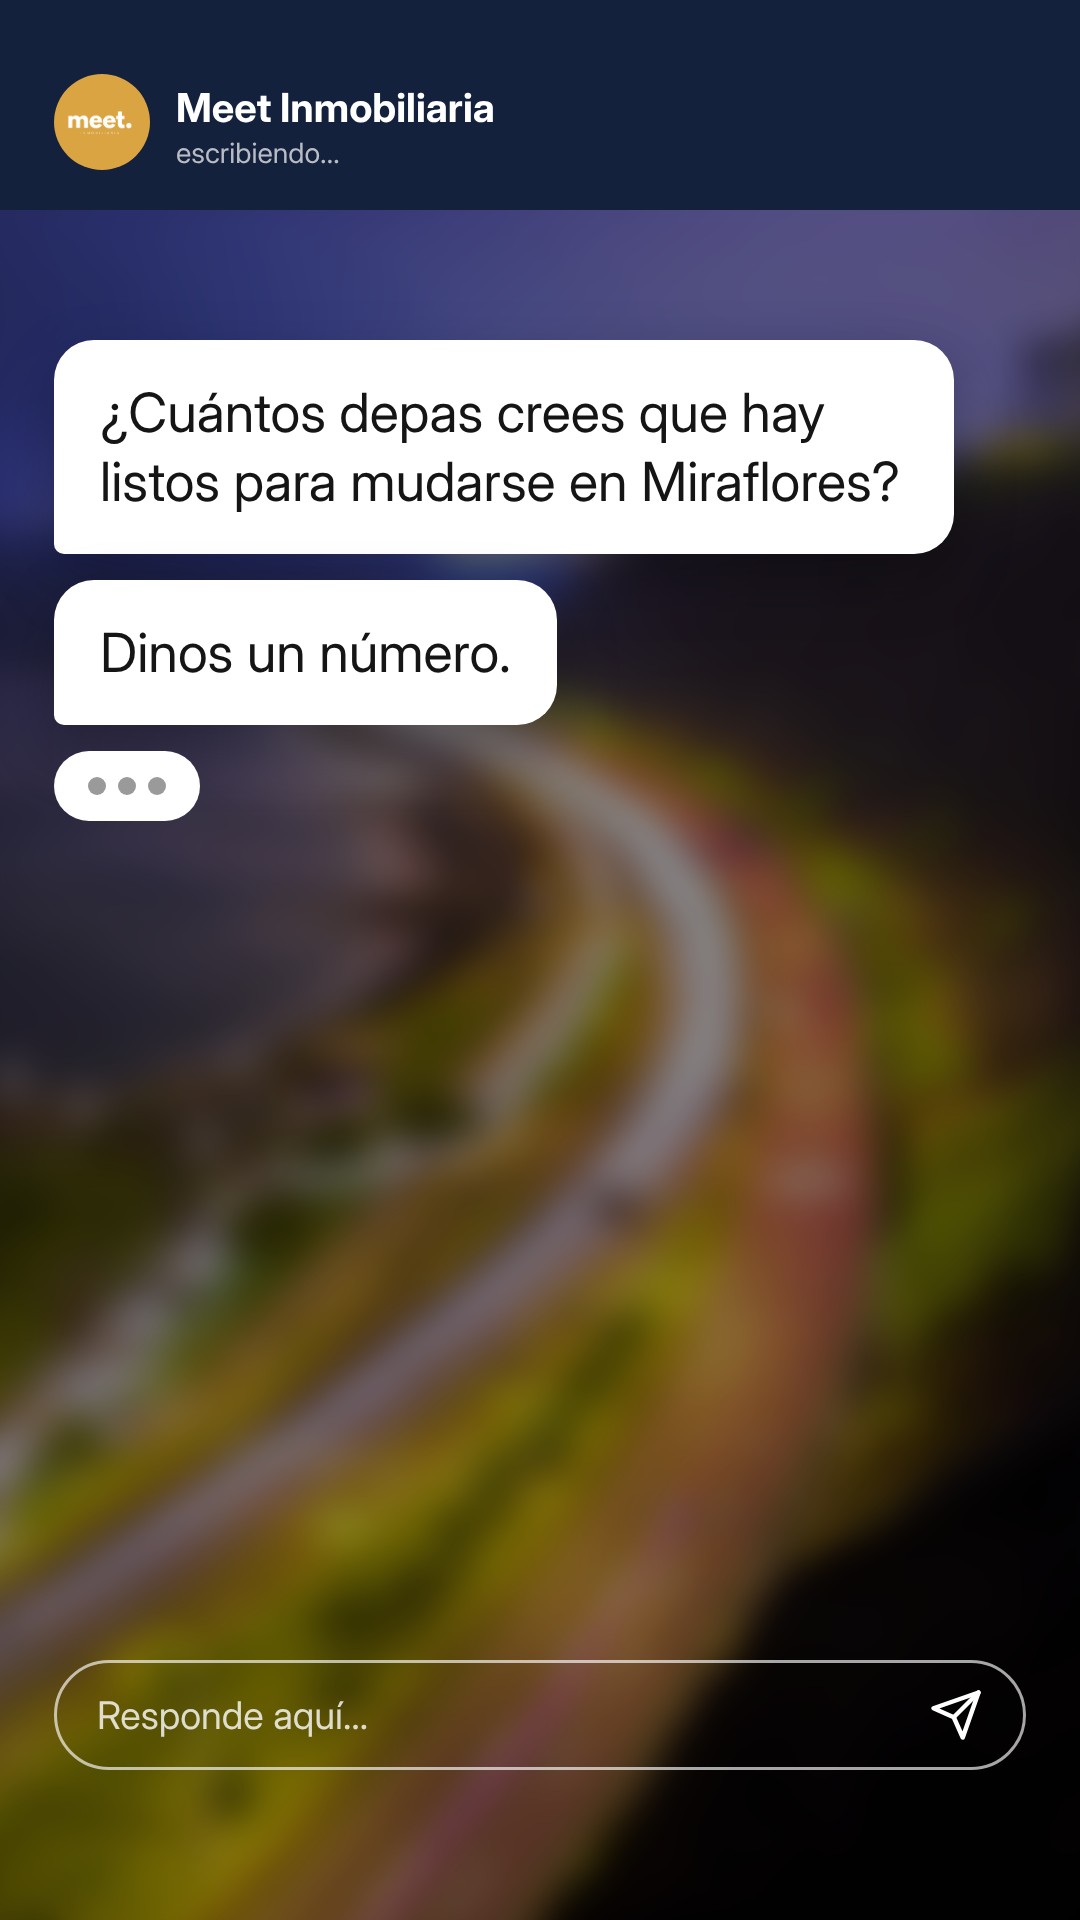 meet.
Meet Inmobiliaria
escribiendo...
¿Cuántos depas crees que hay
listos para mudarse en Miraflores?
Dinos un número.
Responde aquí...